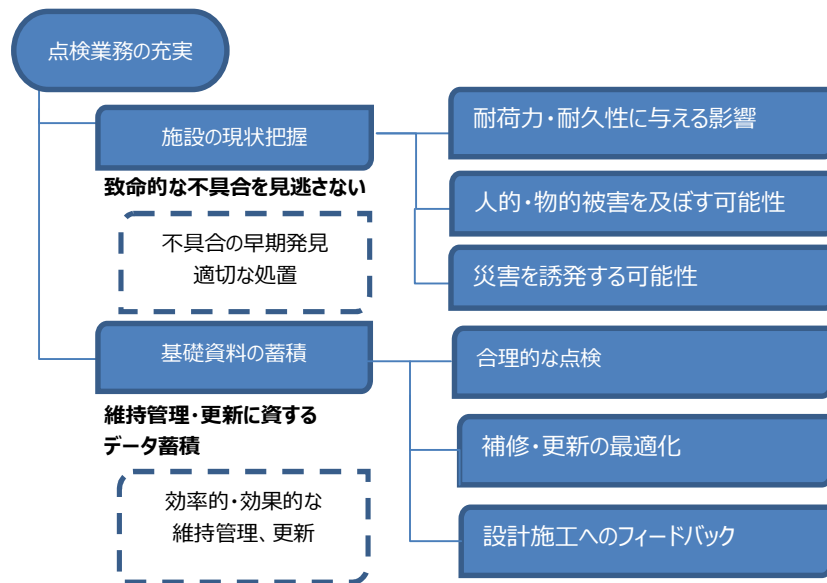 点検業務の充実
施設の現状把握
致命的な不具合を見逃さない
不具合の早期発見
適切な処置
耐荷力・耐久性に与える影響
人的・物的被害を及ぼす可能性
災害を誘発する可能性
基礎資料の蓄積
維持管理・更新に資する
データ蓄積
効率的・効果的な
維持管理、更新
合理的な点検
補修・更新の最適化
設計施工へのフィードバック